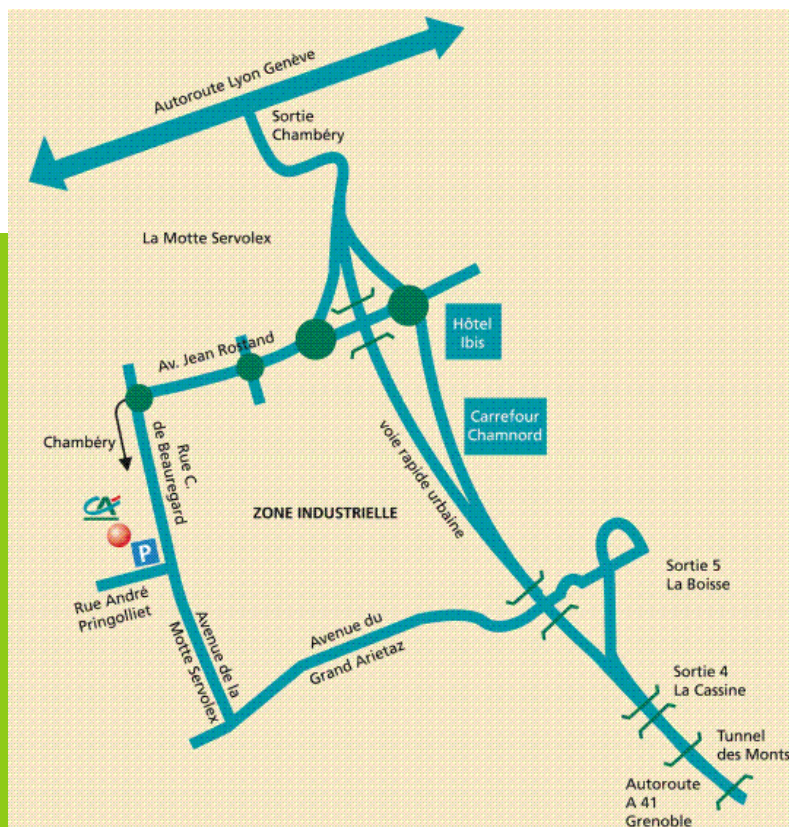 Autoroute Lyon Genève
Sortie
Chambéry
La Motte Servolex
Hôtel
Ibis
Av. Jean Rostand
Carrefour
Chamnord
Chambéry
Rue C.
de Beauregard
voie rapide urbaine
CA
ZONE INDUSTRIELLE
P
Sortie 5
La Boisse
Rue André
Pringolliet
Avenue du
Grand Arietaz
Avenue de la
Motte Servolex
Sortie 4
La Cassine
Tunnel
des Monts
Autoroute
A 41
Grenoble